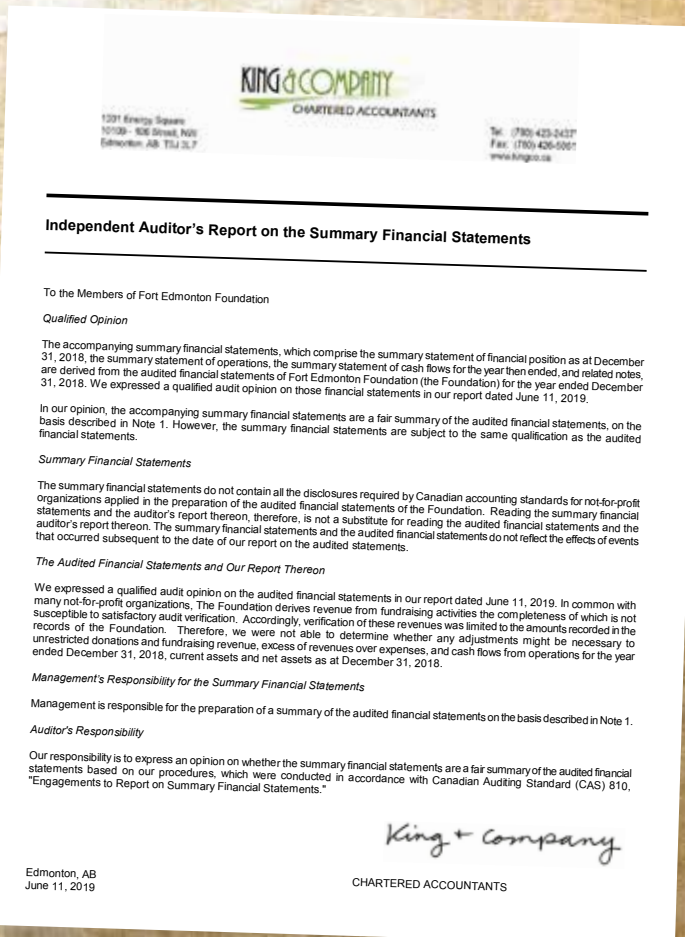 KING & COMPANY
CHARTERED ACCOUNTANTS
1201 Energy Square
10109 - 106 Street, NW
Edmonton, AB T5J 3L7
Tel. (780) 423-2437
Fax. (780) 426-5861
www.kingco.ca
Independent Auditor's Report on the Summary Financial Statements
To the Members of Fort Edmonton Foundation
Qualified Opinion
The accompanying summary financial statements, which comprise the summary statement of financial position as at December
31, 2018, the summary statement of operations, the summary statement of cash flows for the year then ended, and related notes,
are derived from the audited financial statements of Fort Edmonton Foundation (the Foundation) for the year ended December
31, 2018. We expressed a qualified audit opinion on those financial statements in our report dated June 11, 2019.
In our opinion, the accompanying summary financial statements are a fair summary of the audited financial statements, on the
basis described in Note 1. However, the summary financial statements are subject to the same qualification as the audited
financial statements.
Summary Financial Statements
The summary financial statements do not contain all the disclosures required by Canadian accounting standards for not-for-profit
organizations applied in the preparation of the audited financial statements of the Foundation. Reading the summary financial
statements and the auditor's report thereon, therefore, is not a substitute for reading the audited financial statements and the
auditor's report thereon. The summary financial statements and the audited financial statements do not reflect the effects of events
that occurred subsequent to the date of our report on the audited statements.
The Audited Financial Statements and Our Report Thereon
We expressed a qualified audit opinion on the audited financial statements in our report dated June 11, 2019. In common with
many not-for-profit organizations, The Foundation derives revenue from fundraising activities the completeness of which is not
susceptible to satisfactory audit verification. Accordingly, verification of these revenues was limited to the amounts recorded in the
records of the Foundation. Therefore, we were not able to determine whether any adjustments might be necessary to
unrestricted donations and fundraising revenue, excess of revenues over expenses, and cash flows from operations for the year
ended December 31, 2018, current assets and net assets as at December 31, 2018.
Management's Responsibility for the Summary Financial Statements
Management is responsible for the preparation of a summary of the audited financial statements on the basis described in Note 1.
Auditor's Responsibility
Our responsibility is to express an opinion on whether the summary financial statements are a fair summary of the audited financial
statements based on our procedures, which were conducted in accordance with Canadian Auditing Standard (CAS) 810,
"Engagements to Report on Summary Financial Statements."
King + Company
Edmonton, AB
June 11, 2019
CHARTERED ACCOUNTANTS